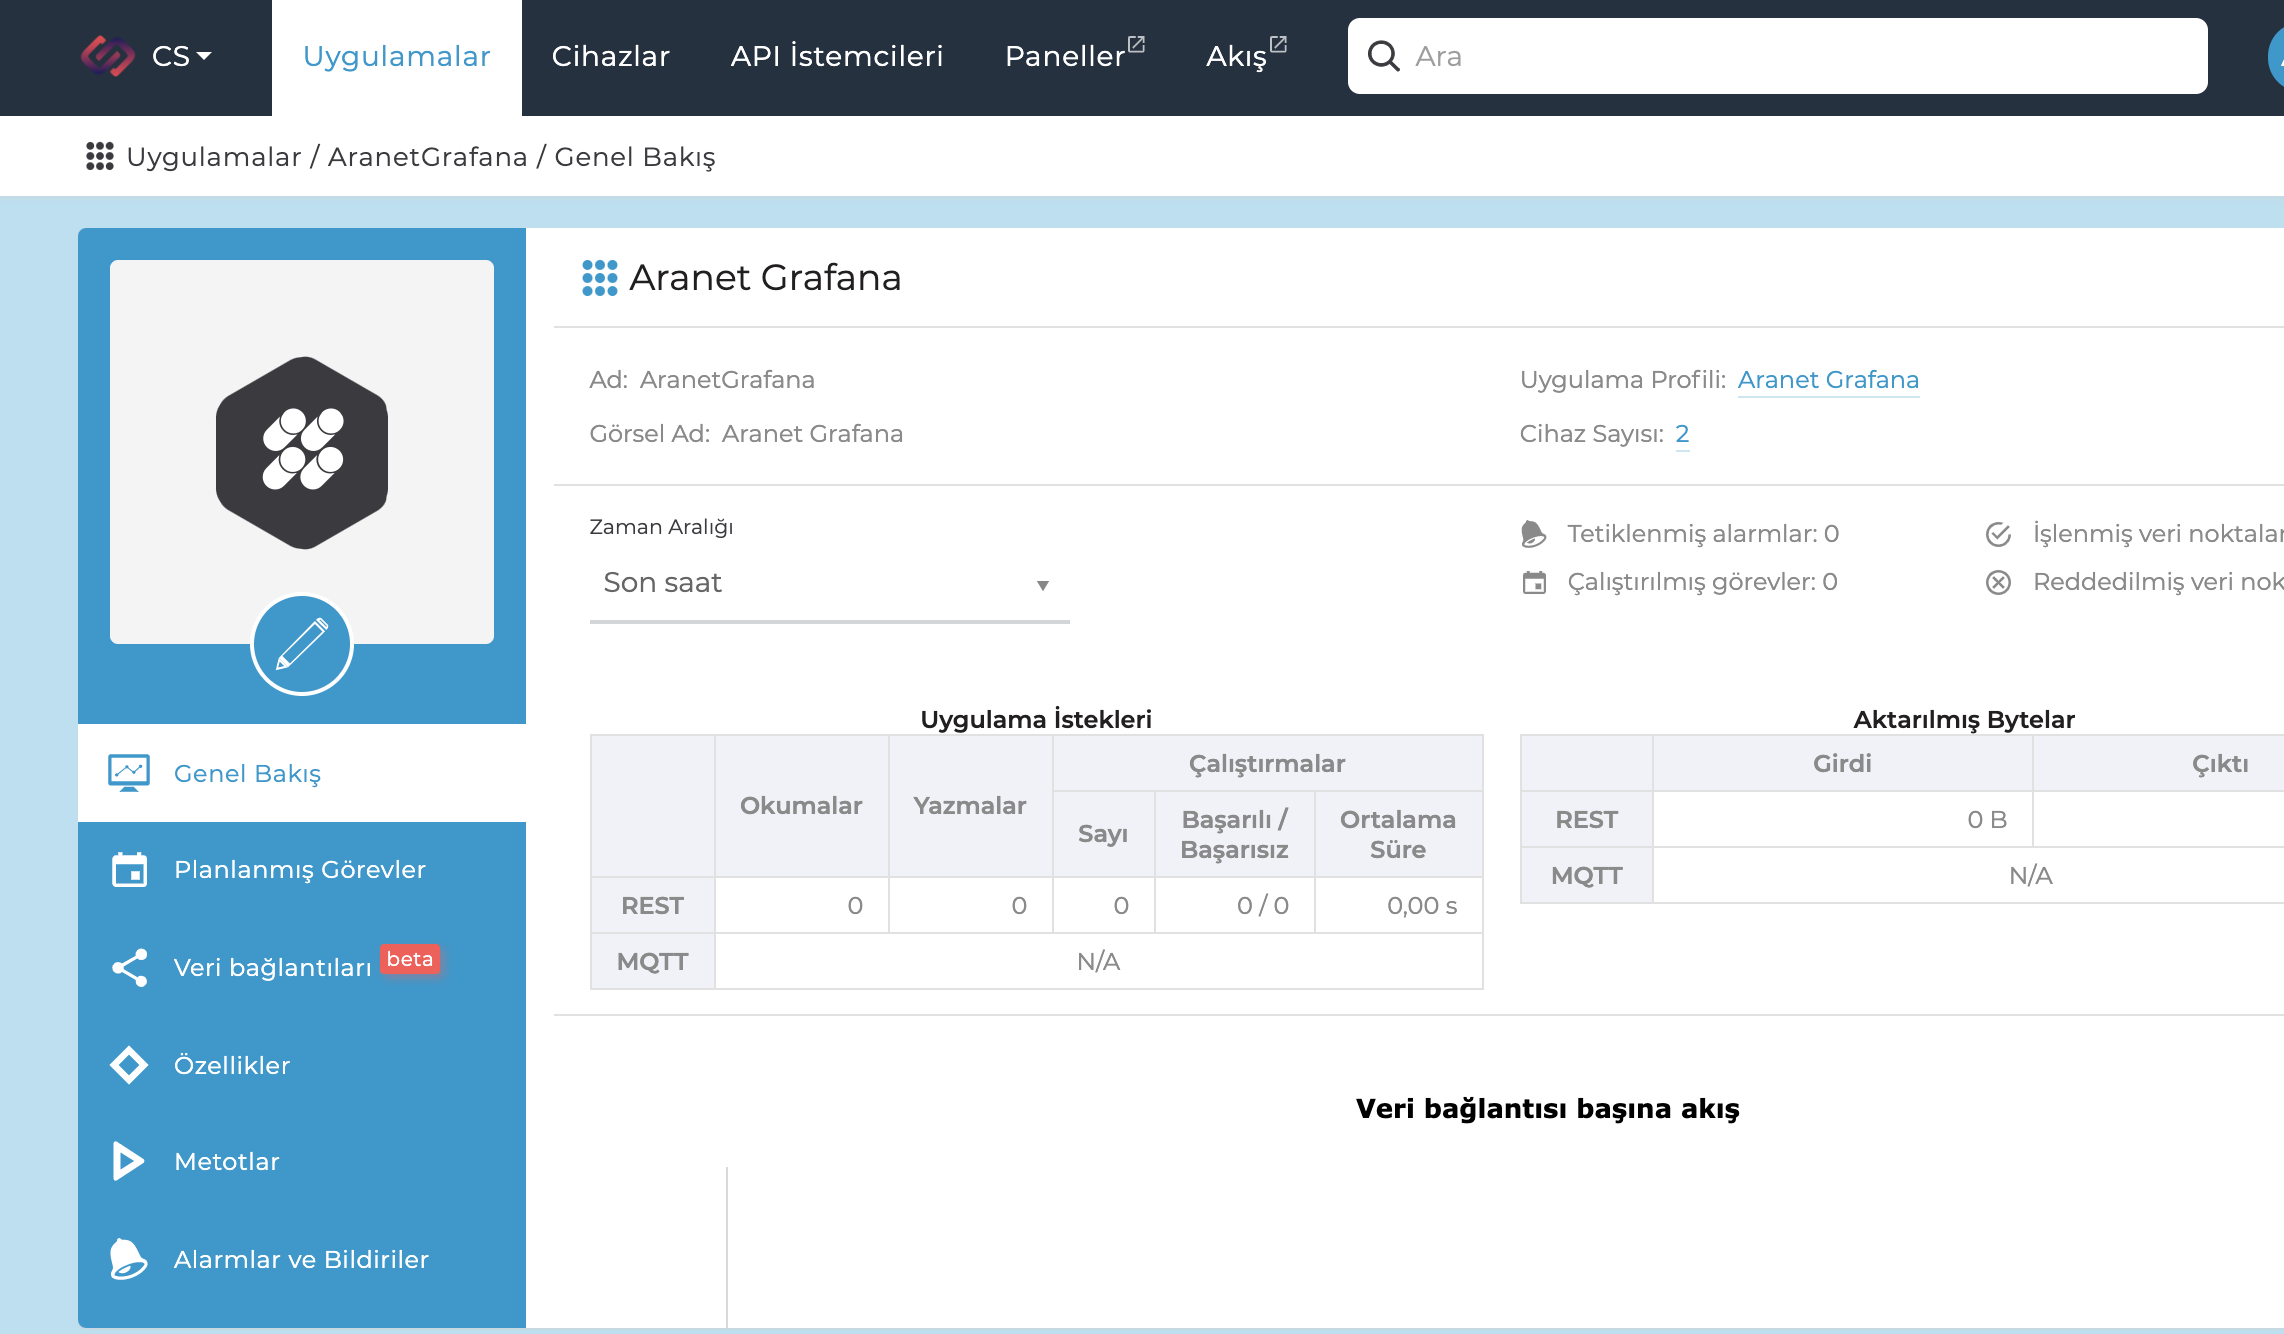 CS
Uygulamalar
Cihazlar
API İstemcileri
Paneller
Akış
Ara
Uygulamalar / AranetGrafana / Genel Bakış
Aranet Grafana
Ad: AranetGrafana
Görsel Ad: Aranet Grafana
Uygulama Profili: Aranet Grafana
Cihaz Sayısı: 2
Zaman Aralığı
Son saat
Tetiklenmiş alarmlar: 0
Çalıştırılmış görevler: 0
İşlenmiş veri
Reddedilmiş veri
Genel Bakış
Planlanmış Görevler
Veri bağlantıları beta
Özellikler
Metotlar
Alarmlar ve Bildiriler
Uygulama İstekleri
Okumalar Yazmalar Çalıştırmalar
Sayı Başarılı / Başarısız Ortalama Süre
REST 0 0 0 0 / 0 0,00 s
MQTT N/A
Aktarılmış Bytelar
Girdi Çıktı
REST 0 B
MQTT N/A
Veri bağlantısı başına akış